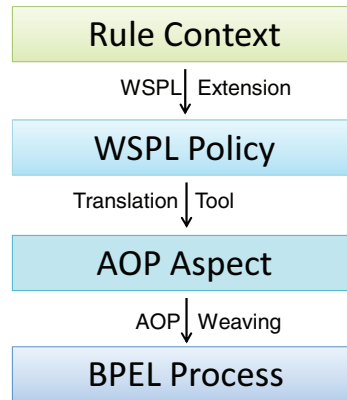 Rule Context
WSPL Extension
WSPL Policy
Translation Tool
AOP Aspect
AOP Weaving
BPEL Process